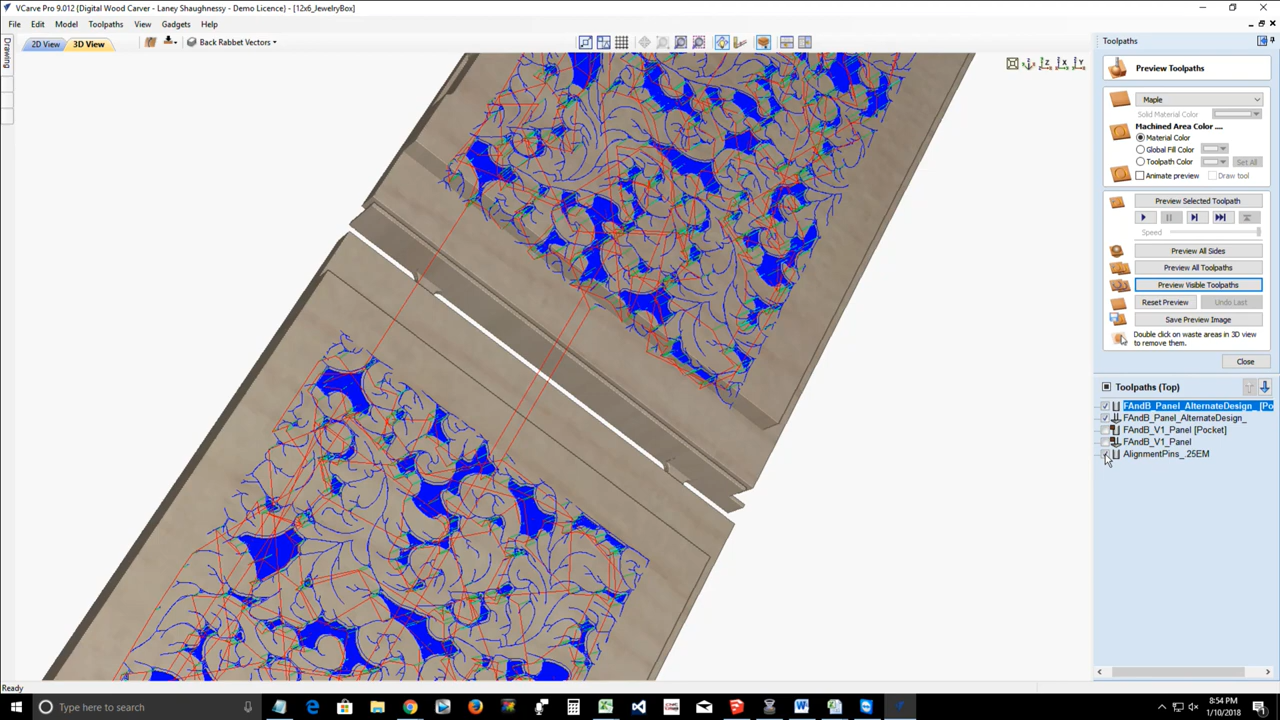 VCarve Pro 9.012 {Digital Wood Carver - Laney Shaughnessy - Demo Licence} - [12x6_JewelryBox]
File Edit Model Toolpaths View Gadgets Help
2D View 3D View Back Rabbet Vectors
Drawing
Z X Y
Toolpaths
Preview Toolpaths
Maple
Solid Material Color
Machined Area Color ....
Material Color
Global Fill Color
Toolpath Color Set All
Animate preview Draw tool
Preview Selected Toolpath
Speed
Preview All Sides
Preview All Toolpaths
Preview Visible Toolpaths
Reset Preview Undo Last
Save Preview Image
Double click on waste areas in 3D view
to remove them.
Close
Toolpaths (Top)
FAndB_Panel_AlternateDesign_ [Po
FAndB_Panel_AlternateDesign_
FAndB_V1_Panel [Pocket]
FAndB_V1_Panel
AlignmentPins_.25EM
Ready
Type here to search
8:54 PM
1/10/2018